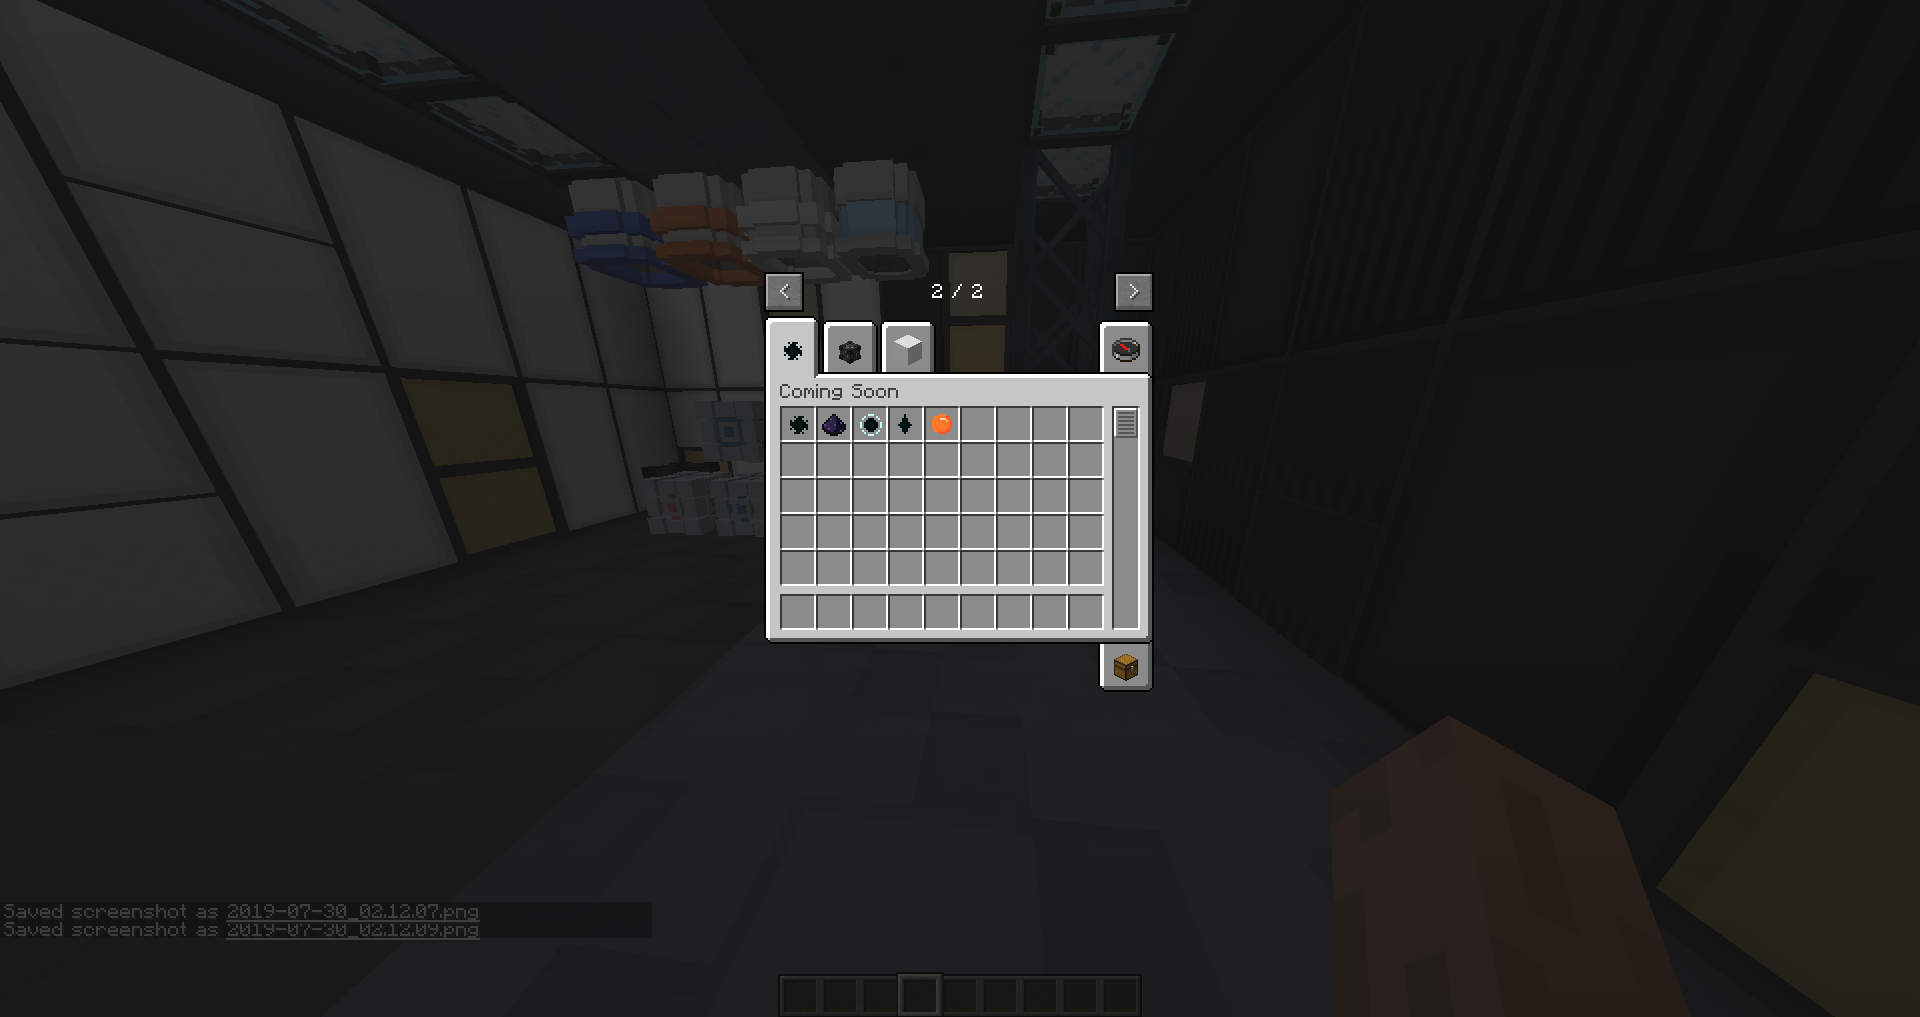 2 / 2
Coming Soon
Saved screenshot as 2019-07-30_02.12.07.png
Saved screenshot as 2019-07-30_02.12.09.png